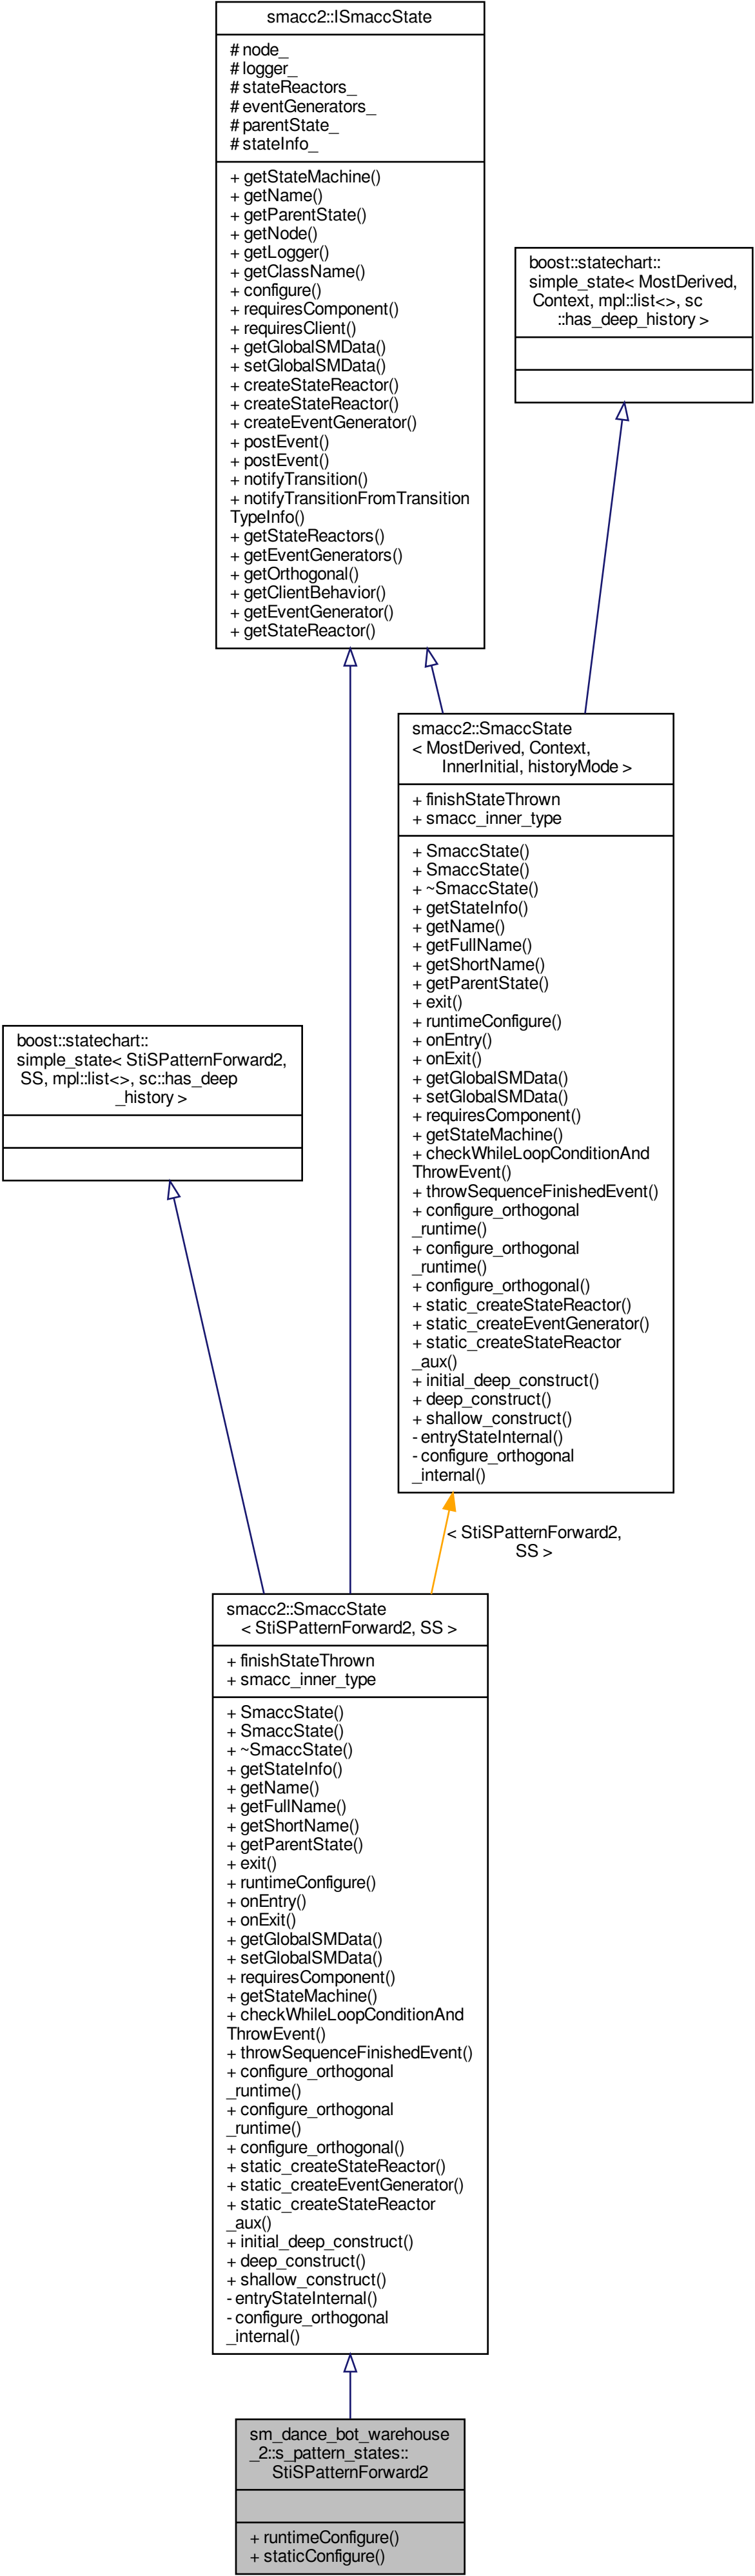 smacc2::ISmaccState
# node_
# logger_
# stateReactors_
# eventGenerators_
# parentState_
# stateInfo_
+ getStateMachine()
+ getName()
+ getParentState()
+ getNode()
+ getLogger()
+ getClassName()
+ configure()
+ requiresComponent()
+ requiresClient()
+ getGlobalSMData()
+ setGlobalSMData()
+ createStateReactor()
+ createStateReactor()
+ createEventGenerator()
+ postEvent()
+ postEvent()
+ notifyTransition()
+ notifyTransitionFromTransition
TypeInfo()
+ getStateReactors()
+ getEventGenerators()
+ getOrthogonal()
+ getClientBehavior()
+ getEventGenerator()
+ getStateReactor()
boost::statechart::
simple_state< MostDerived,
Context, mpl::list<>, sc
::has_deep_history >
smacc2::SmaccState
< MostDerived, Context,
InnerInitial, historyMode >
+ finishStateThrown
+ smacc_inner_type
+ SmaccState()
+ SmaccState()
+ ~SmaccState()
+ getStateInfo()
+ getName()
+ getFullName()
+ getShortName()
+ getParentState()
+ exit()
+ runtimeConfigure()
+ onEntry()
+ onExit()
+ getGlobalSMData()
+ setGlobalSMData()
+ requiresComponent()
+ getStateMachine()
+ checkWhileLoopConditionAnd
ThrowEvent()
+ throwSequenceFinishedEvent()
+ configure_orthogonal
_runtime()
+ configure_orthogonal
_runtime()
+ configure_orthogonal()
+ static_createStateReactor()
+ static_createEventGenerator()
+ static_createStateReactor
_aux()
+ initial_deep_construct()
+ deep_construct()
+ shallow_construct()
- entryStateInternal()
- configure_orthogonal
_internal()
boost::statechart::
simple_state< StiSPatternForward2,
SS, mpl::list<>, sc::has_deep
_history >
< StiSPatternForward2,
SS >
smacc2::SmaccState
< StiSPatternForward2, SS >
+ finishStateThrown
+ smacc_inner_type
+ SmaccState()
+ SmaccState()
+ ~SmaccState()
+ getStateInfo()
+ getName()
+ getFullName()
+ getShortName()
+ getParentState()
+ exit()
+ runtimeConfigure()
+ onEntry()
+ onExit()
+ getGlobalSMData()
+ setGlobalSMData()
+ requiresComponent()
+ getStateMachine()
+ checkWhileLoopConditionAnd
ThrowEvent()
+ throwSequenceFinishedEvent()
+ configure_orthogonal
_runtime()
+ configure_orthogonal
_runtime()
+ configure_orthogonal()
+ static_createStateReactor()
+ static_createEventGenerator()
+ static_createStateReactor
_aux()
+ initial_deep_construct()
+ deep_construct()
+ shallow_construct()
- entryStateInternal()
- configure_orthogonal
_internal()
sm_dance_bot_warehouse
_2::s_pattern_states::
StiSPatternForward2
+ runtimeConfigure()
+ staticConfigure()